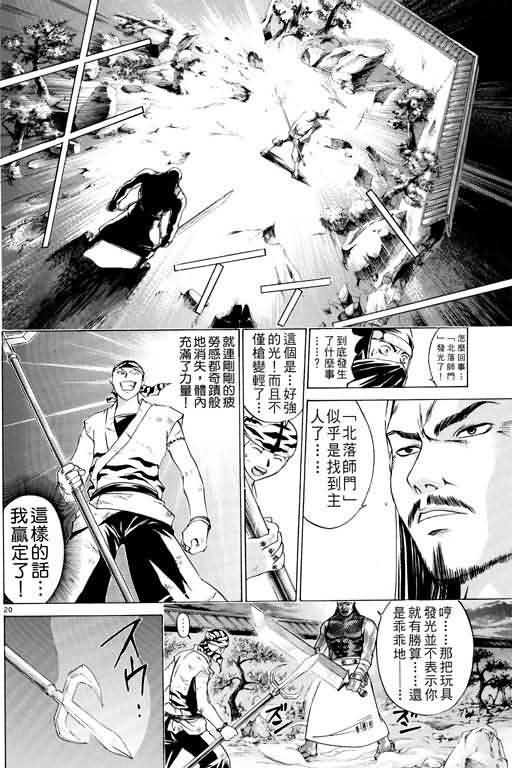 怎麼回事…
「北落師門
」發光了!
到底發生
了什麼事
……?
這個是…好強
的光!而且不
僅槍變輕了…
就連剛剛的疲
勞感都奇蹟般
地消失,體內
充滿了力量!
「北落師門」
似乎是找到主
人了……
這樣的話…
我贏定了!
哼……那把玩具
發光並不表示你
就有勝算……還
是乖乖地……
…
20